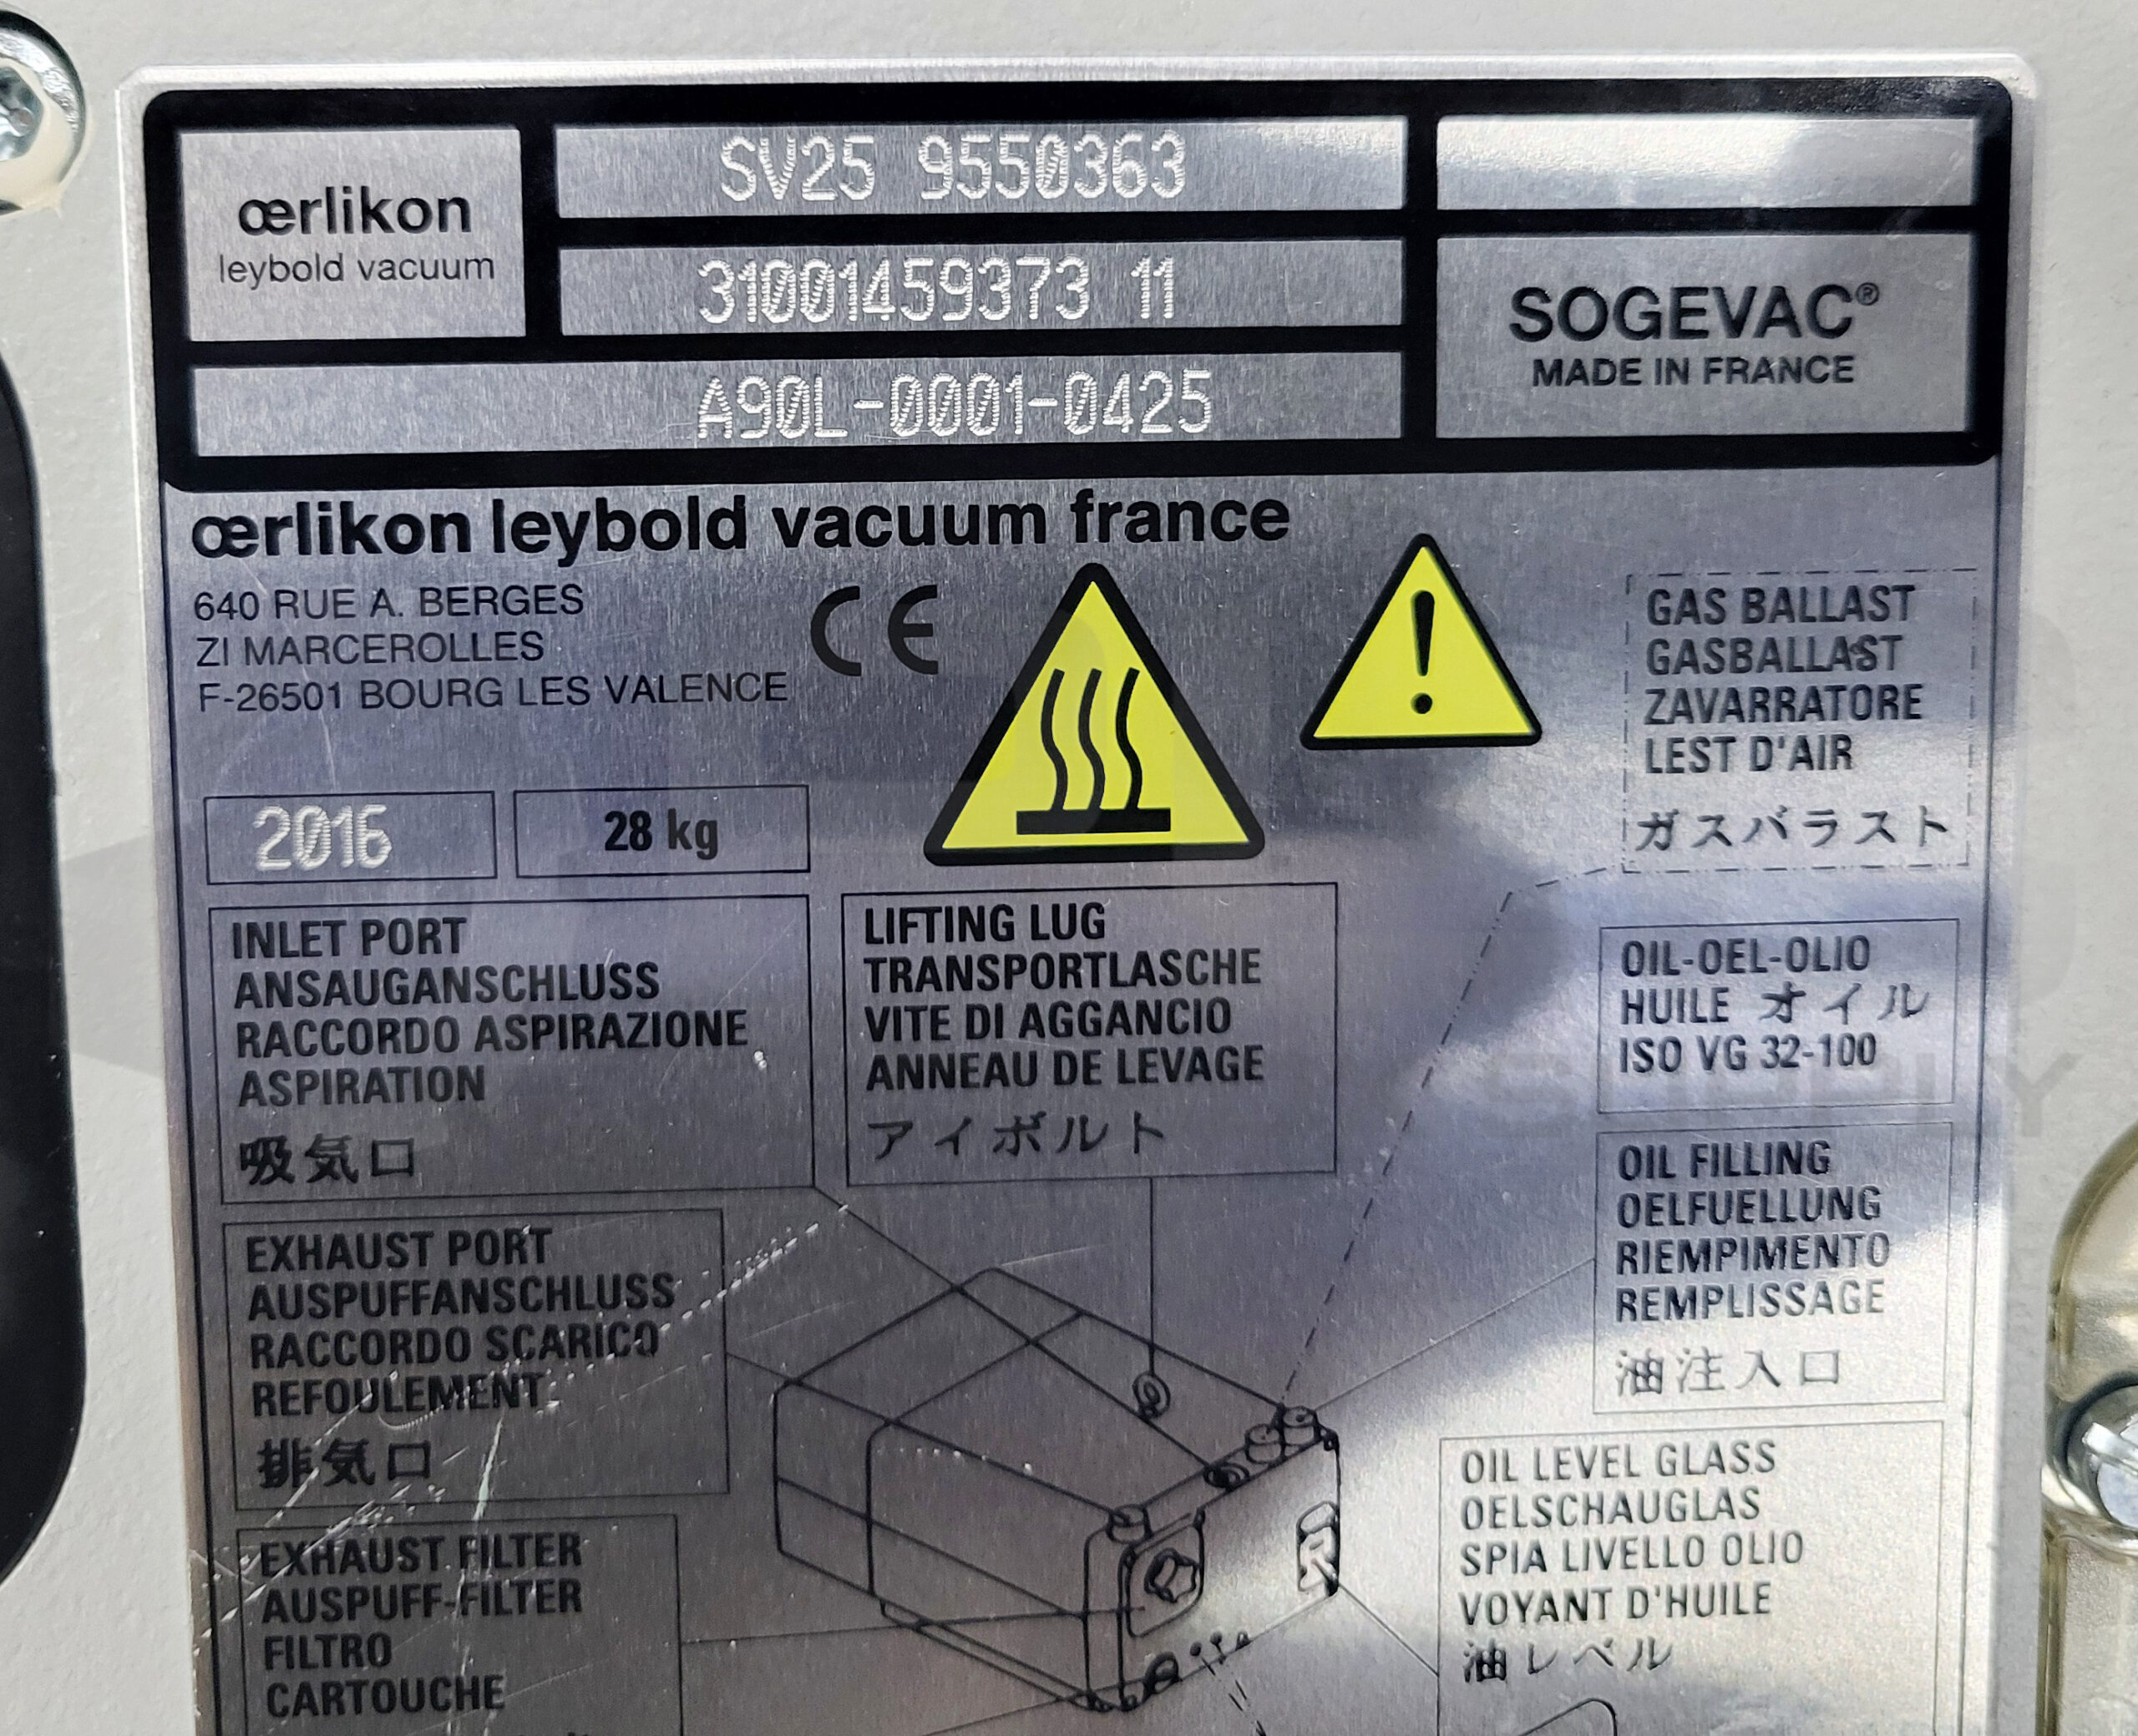 œrlikon
leybold vacuum
SV25 9550363
31001459373 11
A90L-0001-0425
SOGEVAC®
MADE IN FRANCE
œrlikon leybold vacuum france
640 RUE A. BERGES
ZI MARCEROLLES
F-26501 BOURG LES VALENCE
CE
2016
28 kg
GAS BALLAST
GASBALLAST
ZAVARRATORE
LEST D'AIR
ガスバラスト
INLET PORT
ANSAUGANSCHLUSS
RACCORDO ASPIRAZIONE
ASPIRATION
吸気口
LIFTING LUG
TRANSPORTLASCHE
VITE DI AGGANCIO
ANNEAU DE LEVAGE
アイボルト
OIL-OEL-OLIO
HUILE オイル
ISO VG 32-100
EXHAUST PORT
AUSPUFFANSCHLUSS
RACCORDO SCARICO
REFOULEMENT
排気口
OIL FILLING
OELFUELLUNG
RIEMPIMENTO
REMPLISSAGE
油注入口
EXHAUST FILTER
AUSPUFF-FILTER
FILTRO
CARTOUCHE
OIL LEVEL GLASS
OELSCHAUGLAS
SPIA LIVELLO OLIO
VOYANT D'HUILE
油レベル